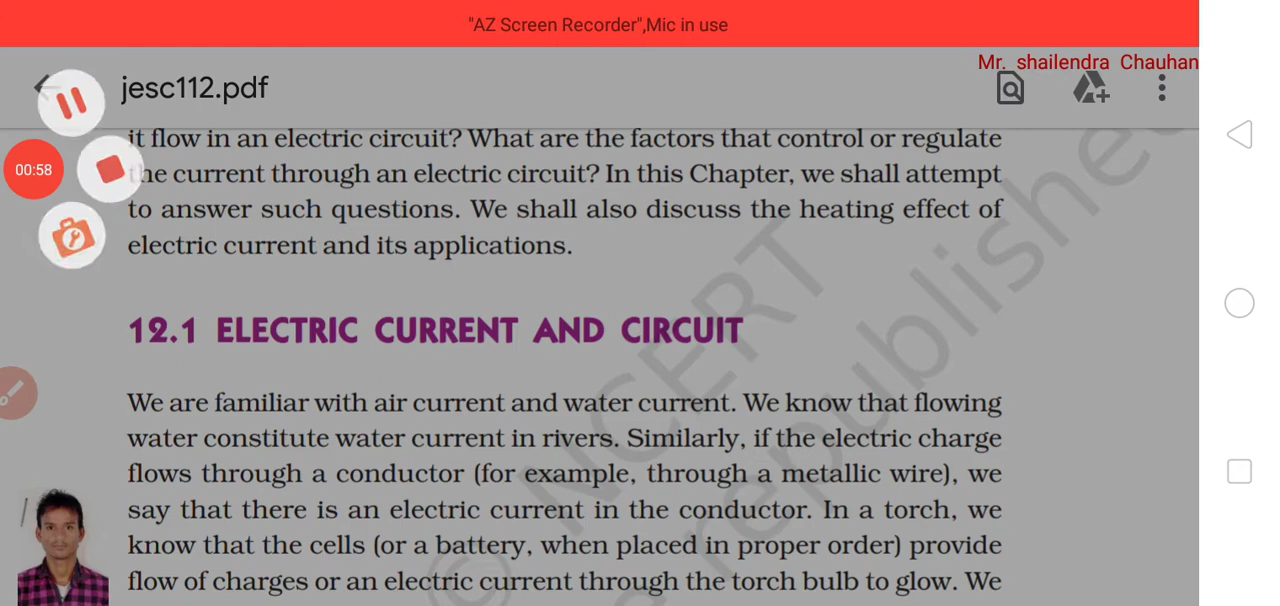 "AZ Screen Recorder",Mic in use
Mr. shailendra Chauhan
jesc112.pdf
00:58
it flow in an electric circuit? What are the factors that control or regulate
the current through an electric circuit? In this Chapter, we shall attempt
to answer such questions. We shall also discuss the heating effect of
electric current and its applications.
12.1 ELECTRIC CURRENT AND CIRCUIT
We are familiar with air current and water current. We know that flowing
water constitute water current in rivers. Similarly, if the electric charge
flows through a conductor (for example, through a metallic wire), we
say that there is an electric current in the conductor. In a torch, we
know that the cells (or a battery, when placed in proper order) provide
flow of charges or an electric current through the torch bulb to glow. We
© NCERT
republished